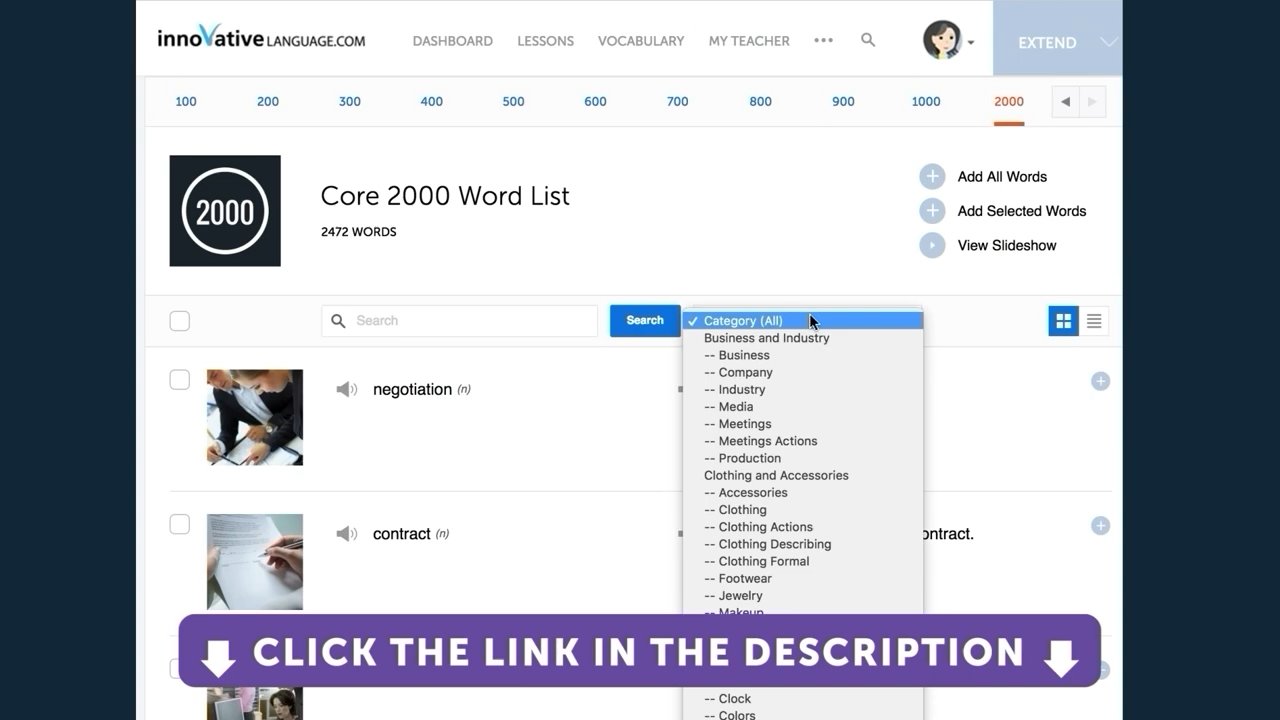 innovative LANGUAGE.COM
DASHBOARD LESSONS VOCABULARY MY TEACHER ••• EXTEND
100 200 300 400 500 600 700 800 900 1000 2000
2000
Core 2000 Word List
2472 WORDS
Add All Words
Add Selected Words
View Slideshow
Search Search ✓ Category (All)
Business and Industry
-- Business
-- Company
-- Industry
-- Media
-- Meetings
-- Meetings Actions
-- Production
Clothing and Accessories
-- Accessories
-- Clothing
-- Clothing Actions
-- Clothing Describing
-- Clothing Formal
-- Footwear
-- Jewelry
-- Makeup
-- Clock
-- Colors
negotiation (n)
contract (n) ontract.
CLICK THE LINK IN THE DESCRIPTION